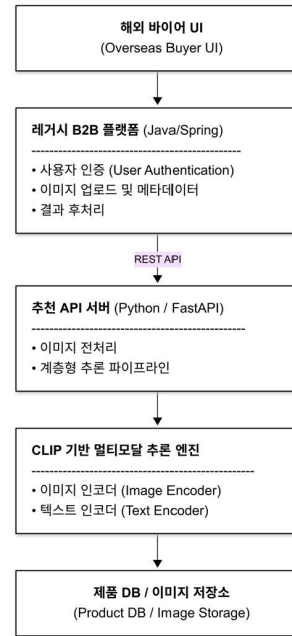 해외 바이어 UI
(Overseas Buyer UI)
레거시 B2B 플랫폼 (Java/Spring)
------------------------------------------
• 사용자 인증 (User Authentication)
• 이미지 업로드 및 메타데이터
• 결과 후처리
REST API
추천 API 서버 (Python / FastAPI)
-------------------------------------------
• 이미지 전처리
• 계층형 추론 파이프라인
CLIP 기반 멀티모달 추론 엔진
---------------------------------------------
• 이미지 인코더 (Image Encoder)
• 텍스트 인코더 (Text Encoder)
제품 DB / 이미지 저장소
(Product DB / Image Storage)